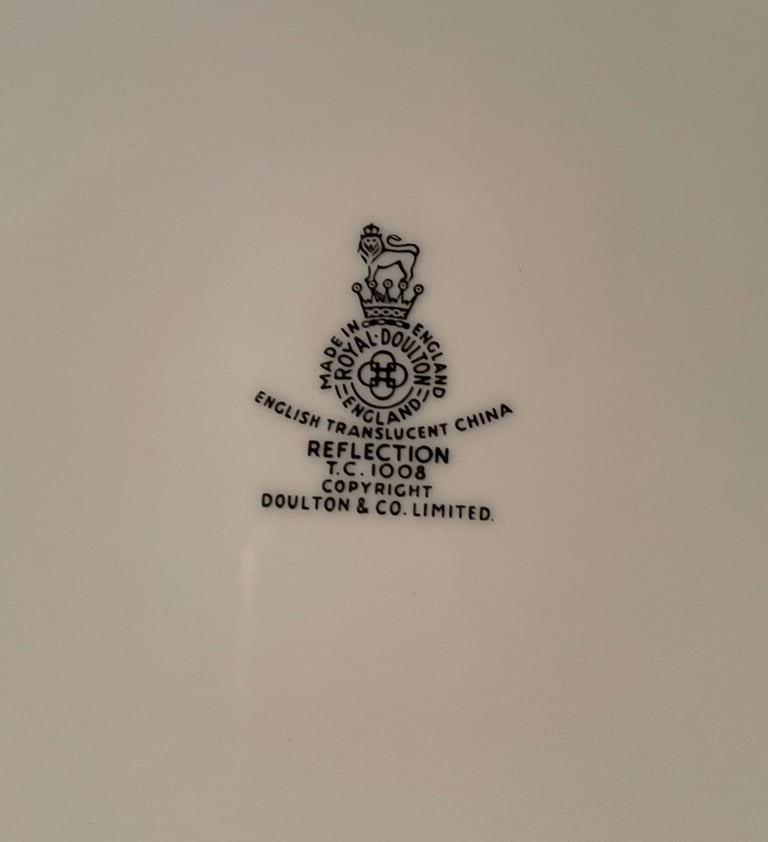 MADE IN ENGLAND
ROYAL·DOULTON
ENGLAND
ENGLISH TRANSLUCENT CHINA
REFLECTION
T.C.1008
COPYRIGHT
DOULTON & CO. LIMITED.